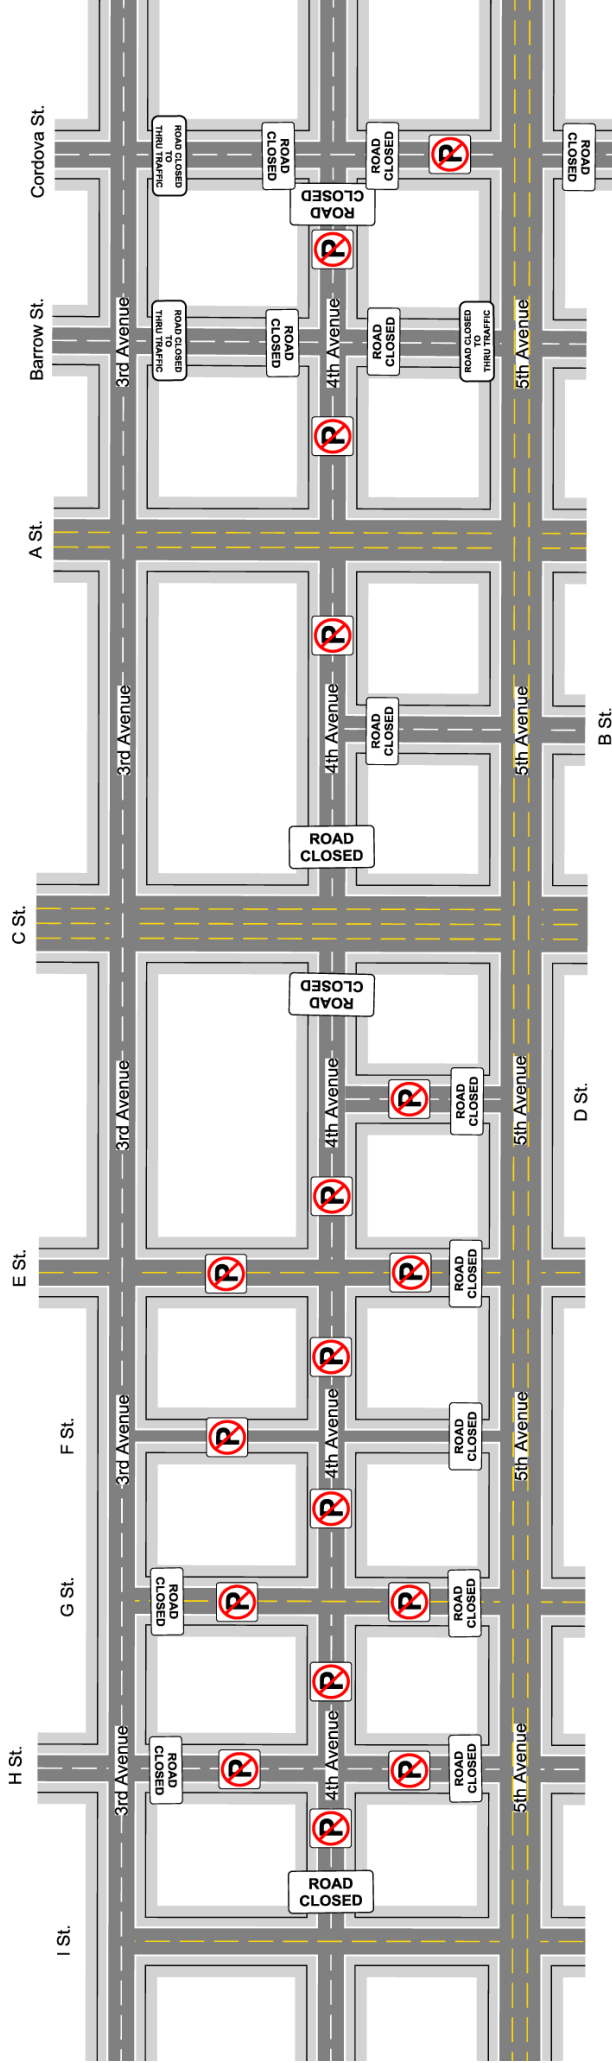 Cordova St.
ROAD CLOSED
TO
THRU TRAFFIC
ROAD
CLOSED
ROAD
CLOSED
P
ROAD
CLOSED
ROAD
CLOSED
P
Barrow St.
3rd Avenue
ROAD CLOSED
TO
THRU TRAFFIC
ROAD
CLOSED
4th Avenue
ROAD
CLOSED
ROAD CLOSED
TO
THRU TRAFFIC
5th Avenue
P
A St.
P
3rd Avenue
4th Avenue
ROAD
CLOSED
5th Avenue
B St.
ROAD
CLOSED
C St.
ROAD
CLOSED
3rd Avenue
4th Avenue
P
ROAD
CLOSED
5th Avenue
D St.
P
E St.
P
P
ROAD
CLOSED
P
F St.
3rd Avenue
P
4th Avenue
ROAD
CLOSED
5th Avenue
P
G St.
ROAD
CLOSED
P
P
ROAD
CLOSED
P
H St.
3rd Avenue
ROAD
CLOSED
P
4th Avenue
P
ROAD
CLOSED
5th Avenue
P
ROAD
CLOSED
I St.